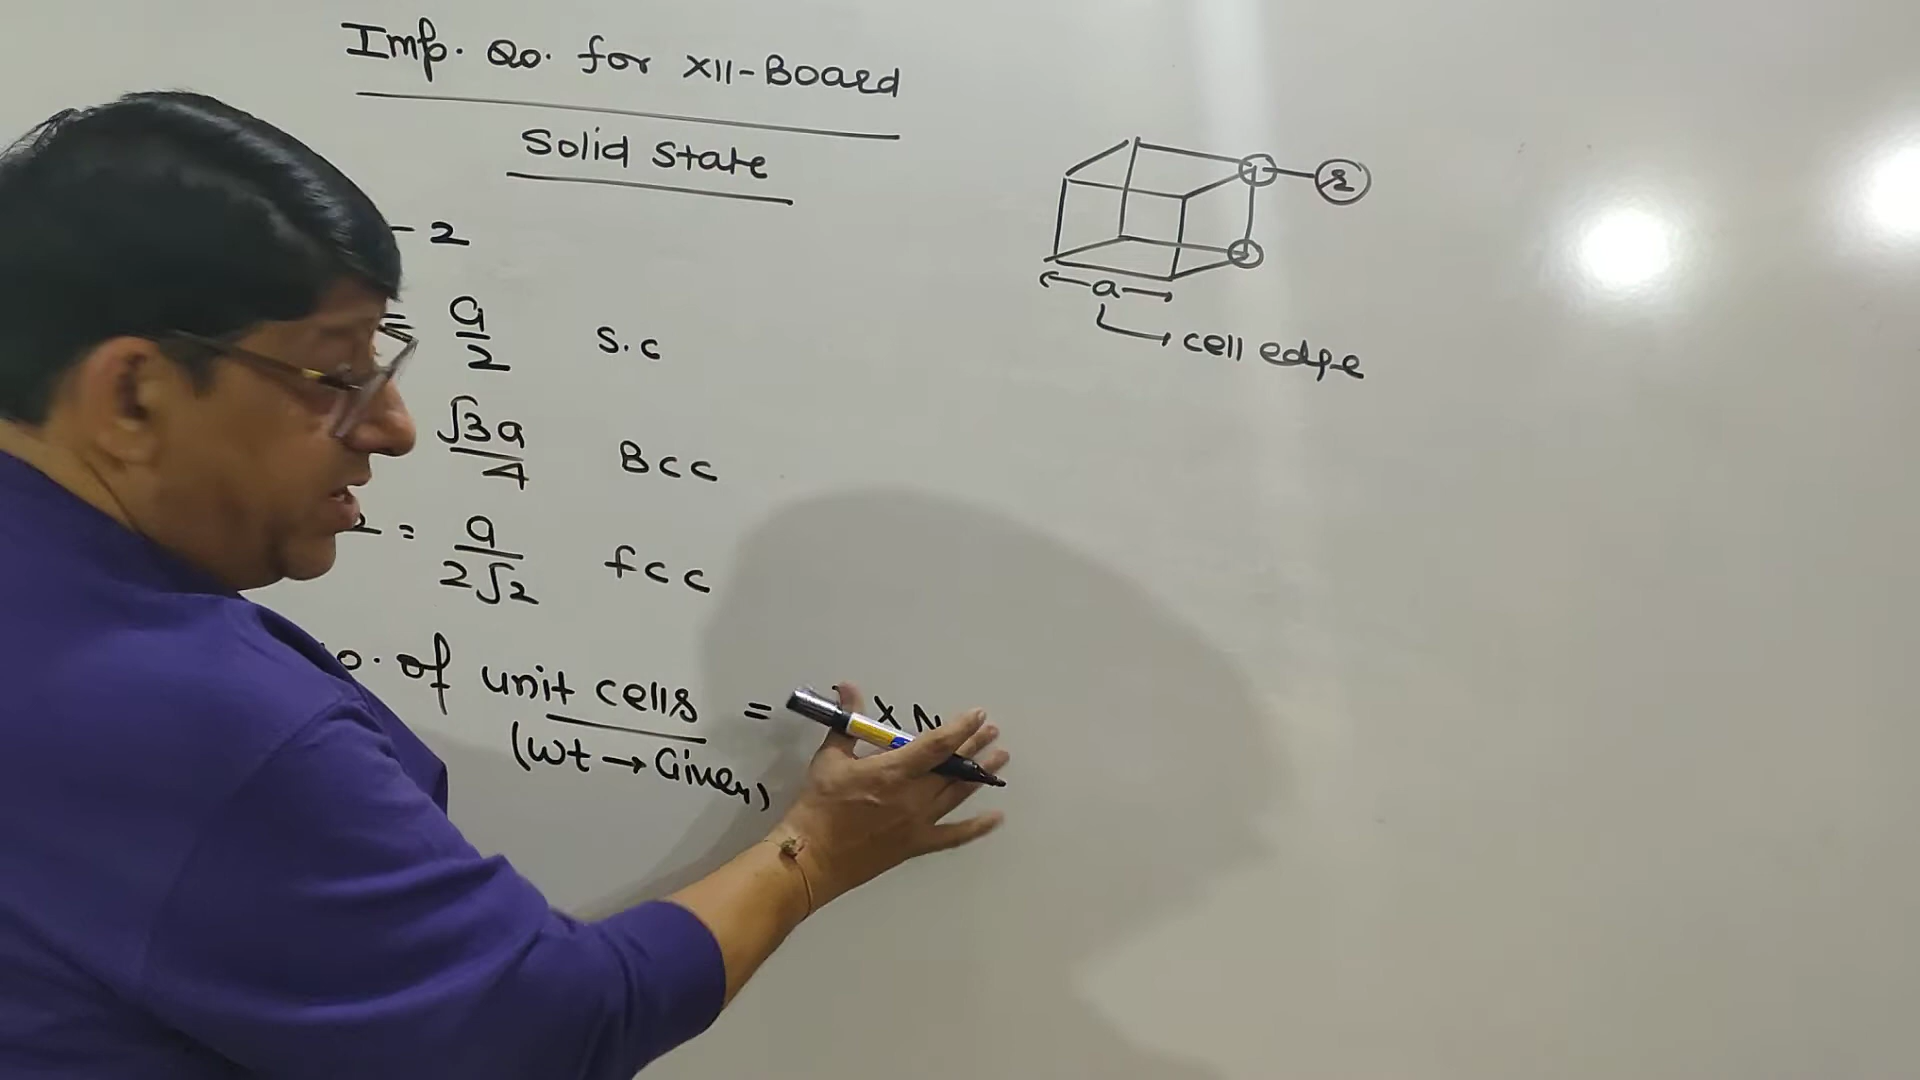 Imp. Qo. for XII-Board
Solid State
- 2
= a/2 S.C
√3a/4 BCC
r = a/2√2 fcc
o. of unit cells = x N
(wt → Given)
r
a
→ cell edge